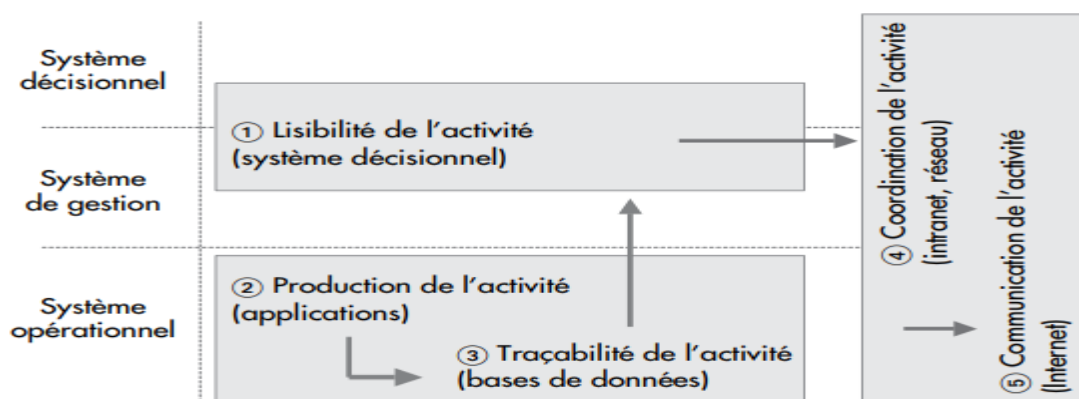 Système
décisionnel
① Lisibilité de l'activité
(système décisionnel)
Système
de gestion
② Production de l'activité
(applications)
Système
opérationnel
③ Traçabilité de l'activité
(bases de données)
④ Coordination de l'activité
(intranet, réseau)
⑤ Communication de l'activité
(Internet)